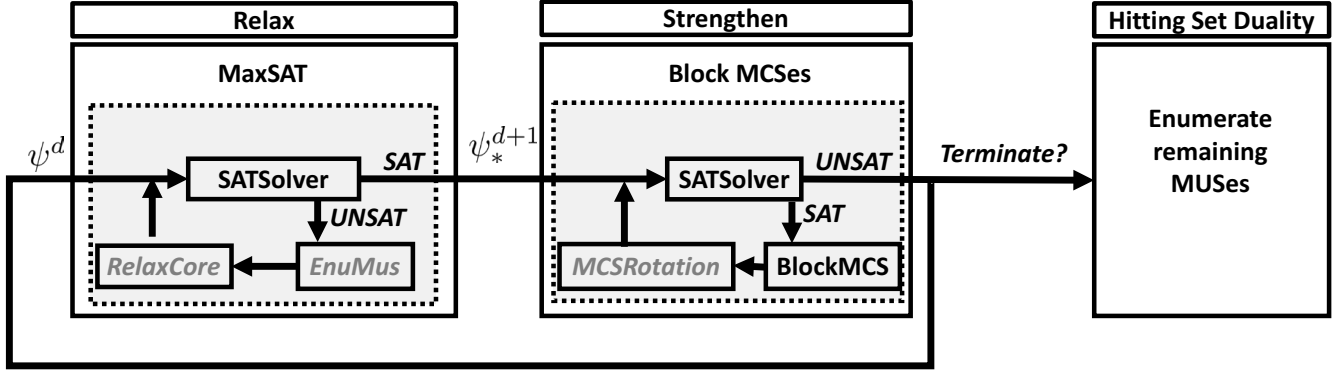 Relax
Strengthen
Hitting Set Duality
MaxSAT
Block MCSes
Enumerate
remaining
MUSes
ψ^d
SATSolver
SAT
UNSAT
RelaxCore
EnuMus
ψ_*^{d+1}
SATSolver
UNSAT
SAT
MCSRotation
BlockMCS
Terminate?